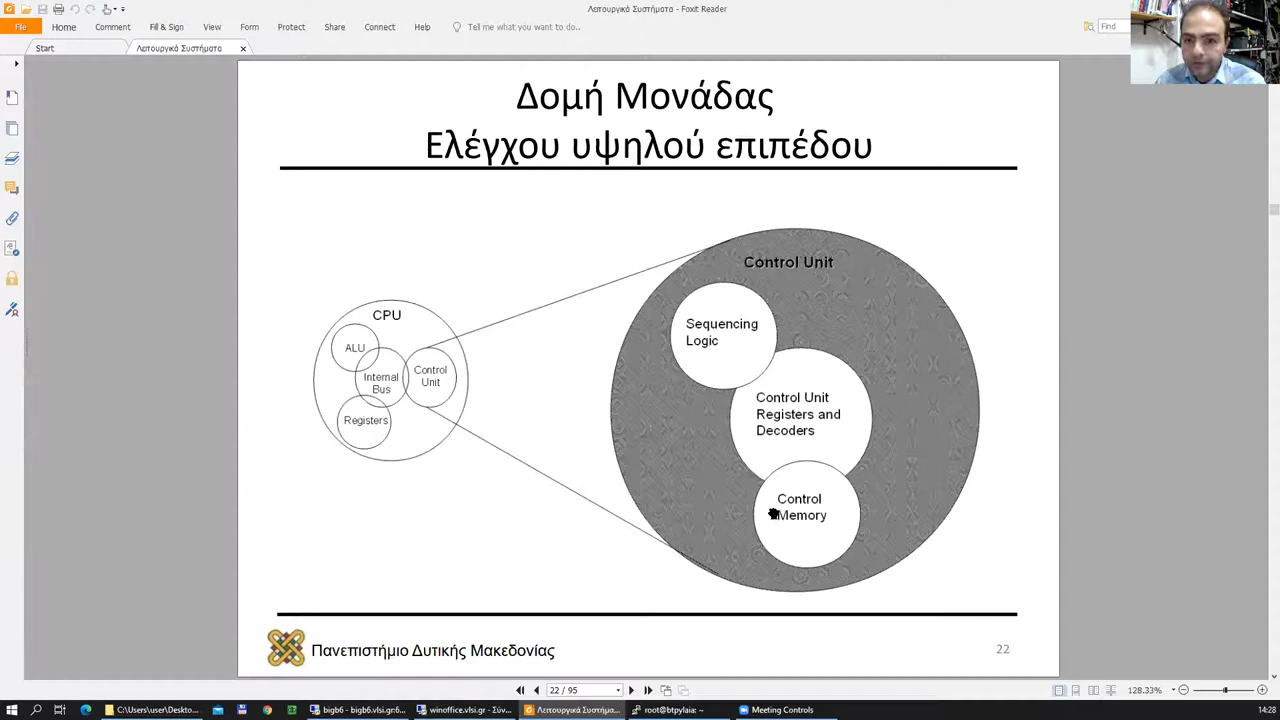 Λειτουργικά Συστήματα - Foxit Reader
File Home Comment Fill & Sign View Form Protect Share Connect Help Tell me what you want to do.. Find
Start Λειτουργικά Συστήματα
Δομή Μονάδας
Ελέγχου υψηλού επιπέδου
CPU
ALU
Internal
Bus
Control
Unit
Registers
Control Unit
Sequencing
Logic
Control Unit
Registers and
Decoders
Control
Memory
Πανεπιστήμιο Δυτικής Μακεδονίας
22
22 / 95
128.33%
C:\Users\user\Deskto... bigb6 - bigb6.vlsi.gr:6... winoffice.vlsi.gr - Σύν... Λειτουργικά Συστήμα... root@btpylaia: ~ Meeting Controls 14:28